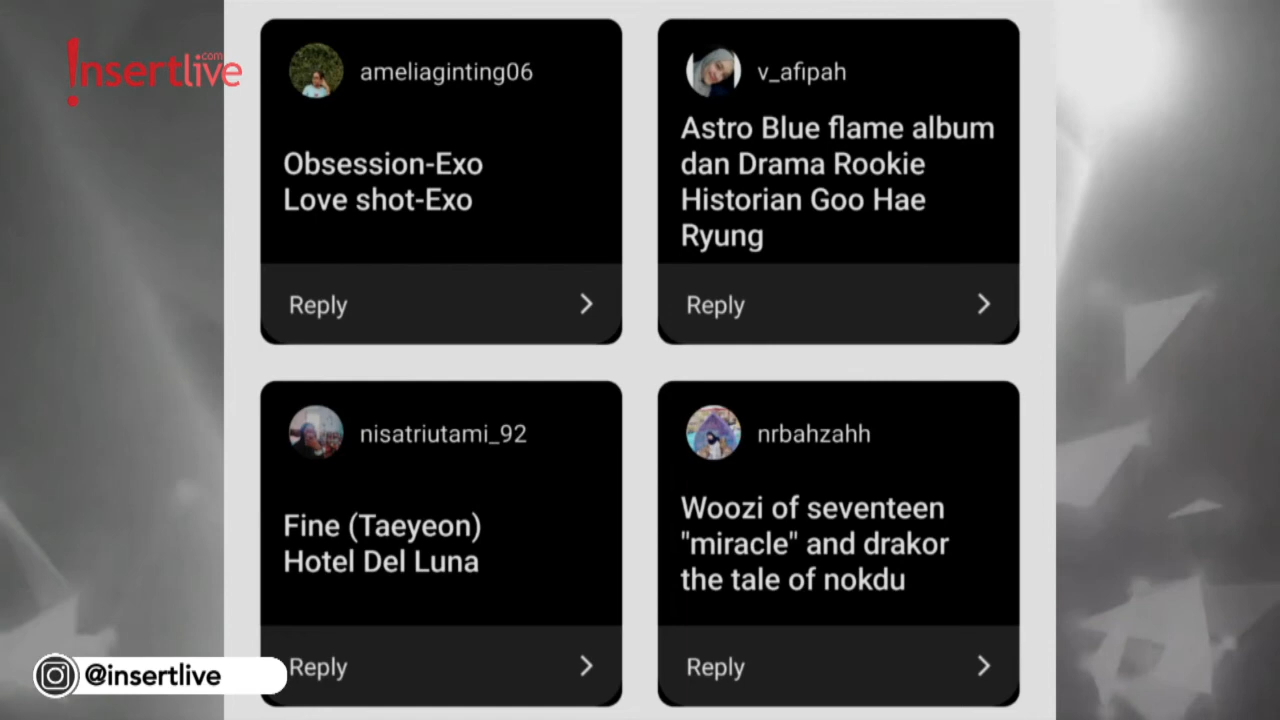 insertlive.com
ameliaginting06
Obsession-Exo
Love shot-Exo
Reply
v_afipah
Astro Blue flame album
dan Drama Rookie
Historian Goo Hae
Ryung
Reply
nisatriutami_92
Fine (Taeyeon)
Hotel Del Luna
Reply
nrbahzahh
Woozi of seventeen
"miracle" and drakor
the tale of nokdu
Reply
@insertlive